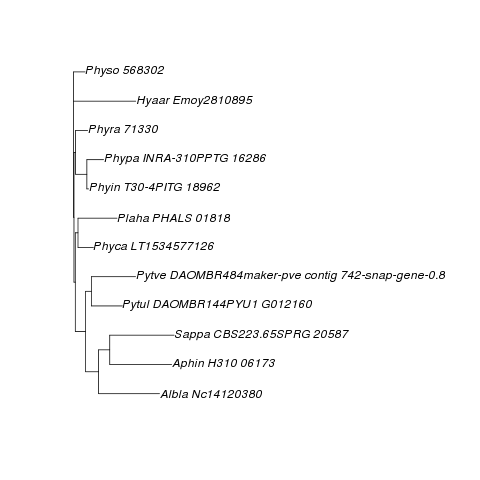 Physo 568302
Hyaar Emoy2810895
Phyra 71330
Phypa INRA-310PPTG 16286
Phyin T30-4PITG 18962
Plaha PHALS 01818
Phyca LT1534577126
Pytve DAOMBR484maker-pve contig 742-snap-gene-0.8
Pytul DAOMBR144PYU1 G012160
Sappa CBS223.65SPRG 20587
Aphin H310 06173
Albla Nc14120380